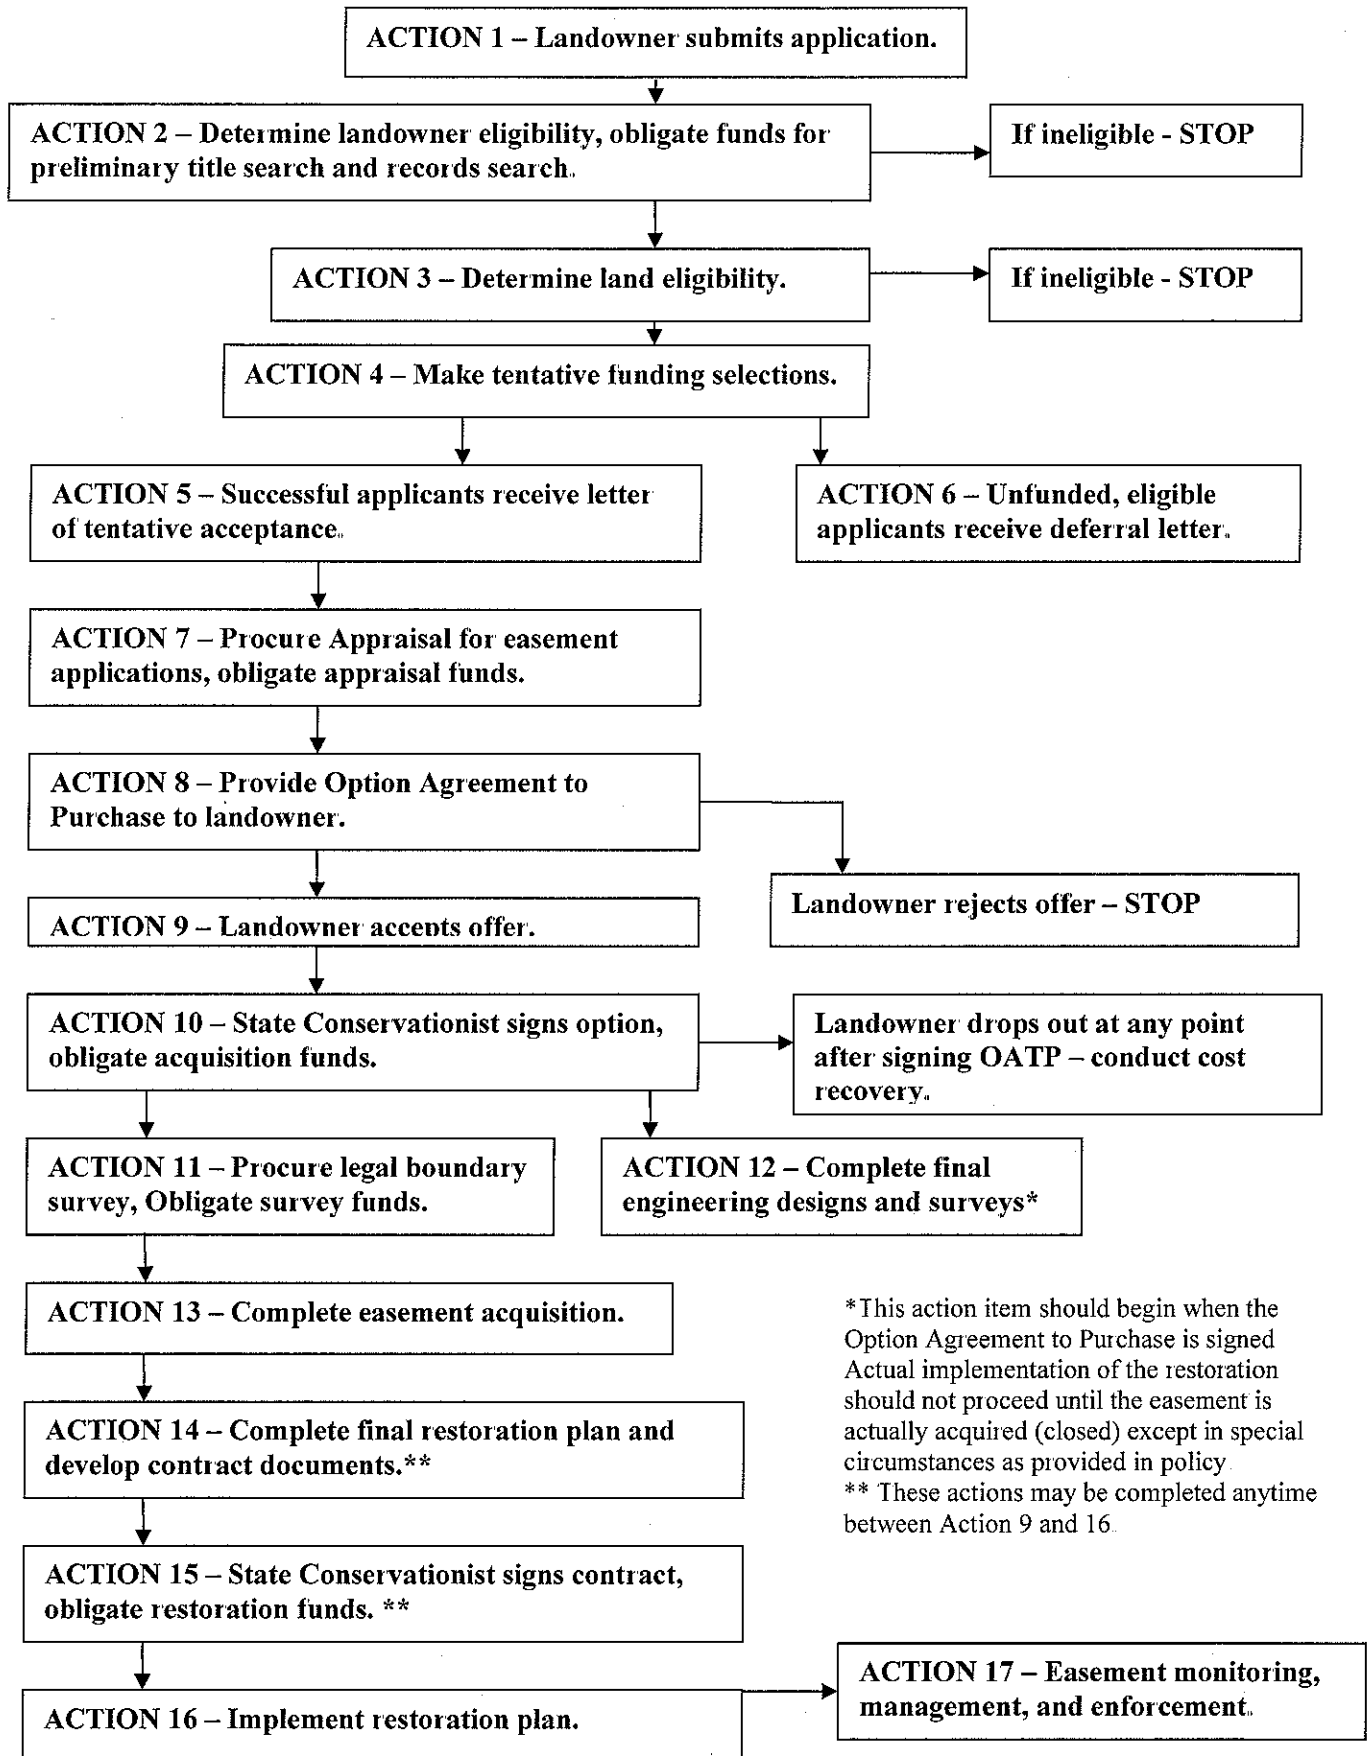 ACTION 1 – Landowner submits application.
ACTION 2 – Determine landowner eligibility, obligate funds for
preliminary title search and records search.
If ineligible - STOP
ACTION 3 – Determine land eligibility.
If ineligible - STOP
ACTION 4 – Make tentative funding selections.
ACTION 5 – Successful applicants receive letter
of tentative acceptance.
ACTION 6 – Unfunded, eligible
applicants receive deferral letter.
ACTION 7 – Procure Appraisal for easement
applications, obligate appraisal funds.
ACTION 8 – Provide Option Agreement to
Purchase to landowner.
Landowner rejects offer – STOP
ACTION 9 – Landowner accepts offer.
ACTION 10 – State Conservationist signs option,
obligate acquisition funds.
Landowner drops out at any point
after signing OATP – conduct cost
recovery.
ACTION 11 – Procure legal boundary
survey, Obligate survey funds.
ACTION 12 – Complete final
engineering designs and surveys*
ACTION 13 – Complete easement acquisition.
*This action item should begin when the
Option Agreement to Purchase is signed
Actual implementation of the restoration
should not proceed until the easement is
actually acquired (closed) except in special
circumstances as provided in policy.
** These actions may be completed anytime
between Action 9 and 16.
ACTION 14 – Complete final restoration plan and
develop contract documents.**
ACTION 15 – State Conservationist signs contract,
obligate restoration funds. **
ACTION 16 – Implement restoration plan.
ACTION 17 – Easement monitoring,
management, and enforcement.